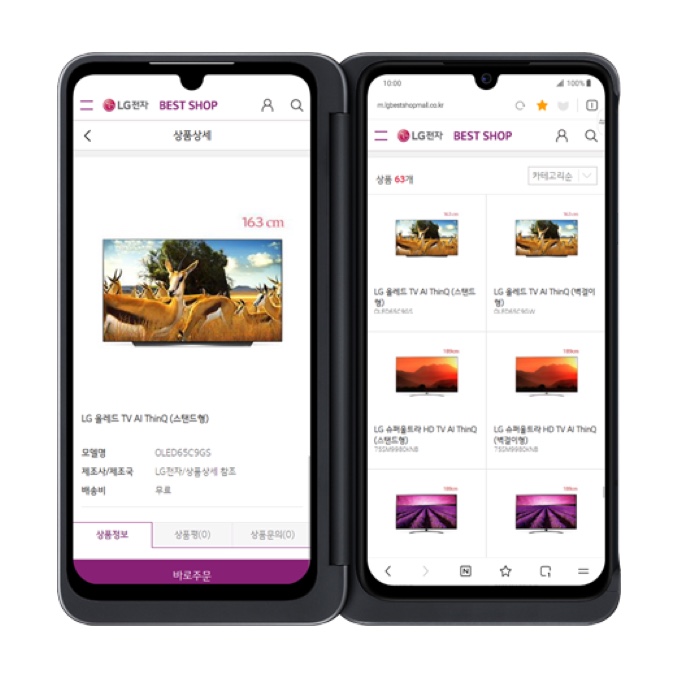 LG전자 BEST SHOP
상품상세
163 cm
LG 올레드 TV AI ThinQ (스탠드형)
모델명 OLED65C9GS
제조사/제조국 LG전자/상품상세 참조
배송비 무료
상품정보 상품평(0) 상품문의(0)
바로주문
10:00 100%
m.lgbestshopmall.co.kr
LG전자 BEST SHOP
상품 63개 카테고리순
163cm
LG 올레드 TV AI ThinQ (스탠드
형)
OLED65C9GS
163cm
LG 올레드 TV AI ThinQ (벽걸이
형)
OLED65C9GW
189cm
LG 슈퍼울트라 HD TV AI ThinQ
(스탠드형)
75SM9980KNB
189cm
LG 슈퍼울트라 HD TV AI ThinQ
(벽걸이형)
75SM9980KNB
189cm
189cm
N